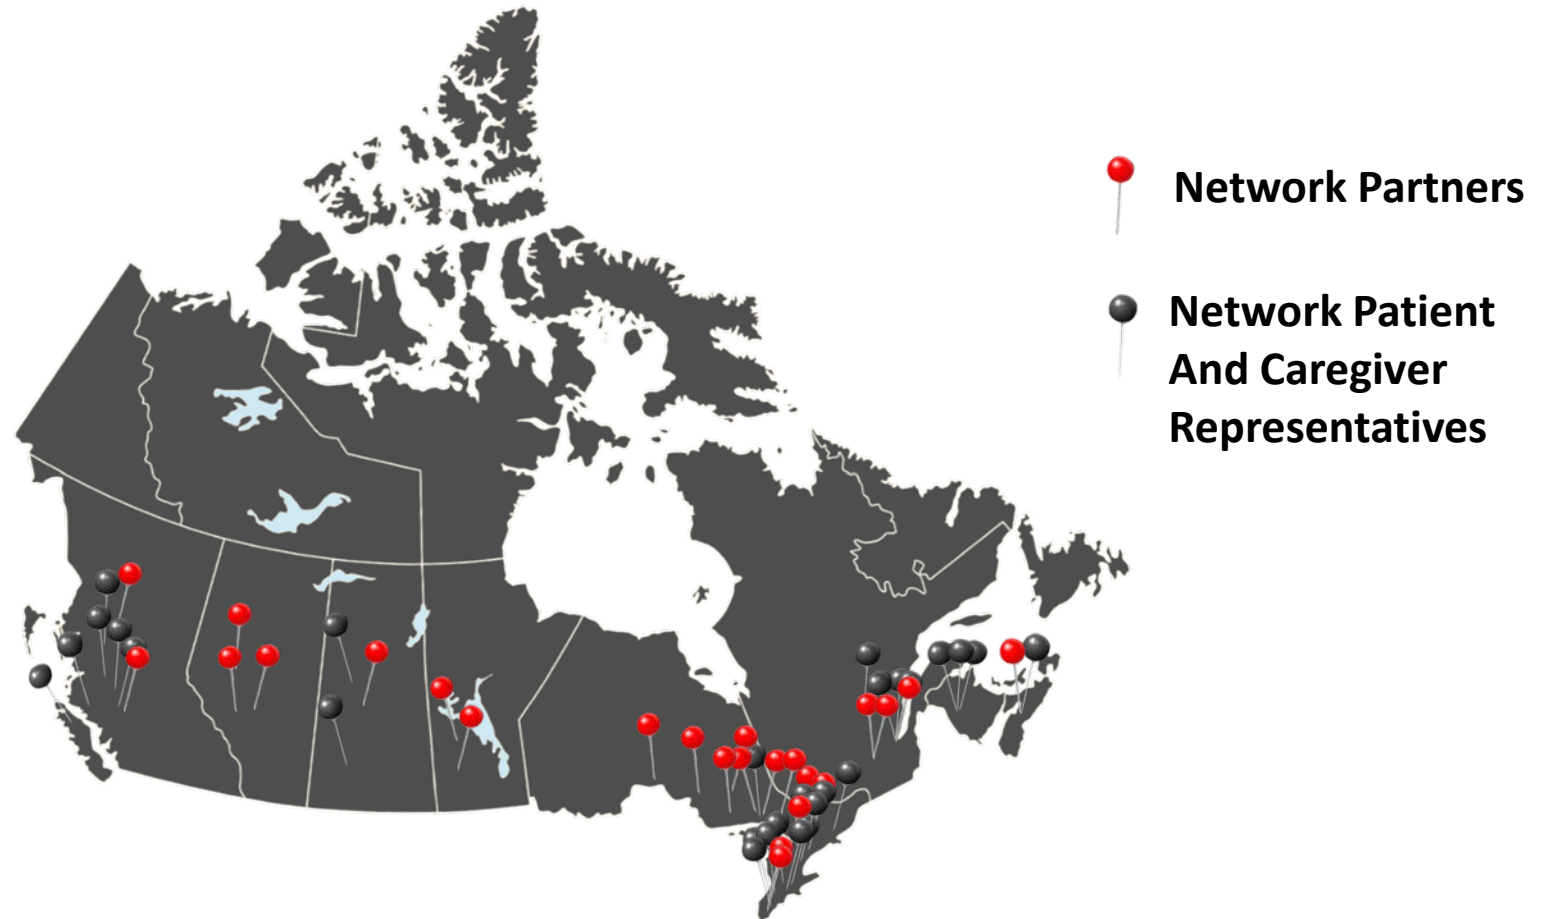 Network Partners
Network Patient
And Caregiver
Representatives